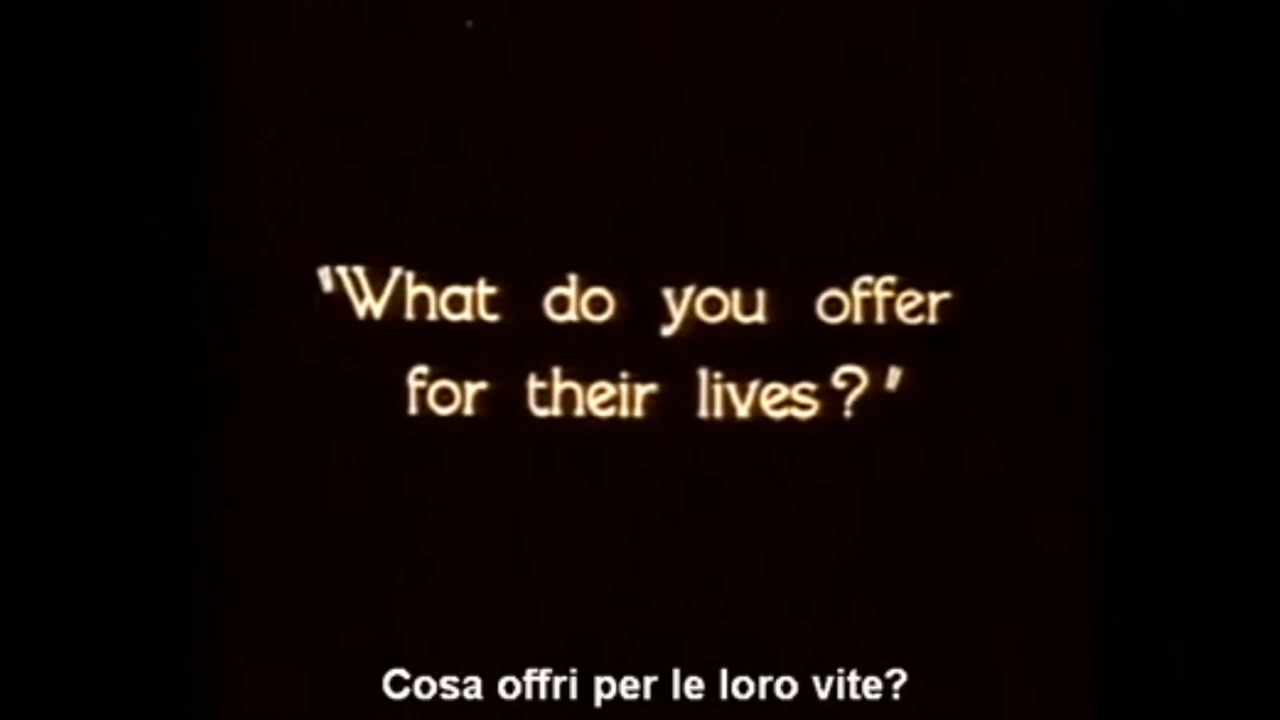 "What do you offer
for their lives?"
Cosa offri per le loro vite?